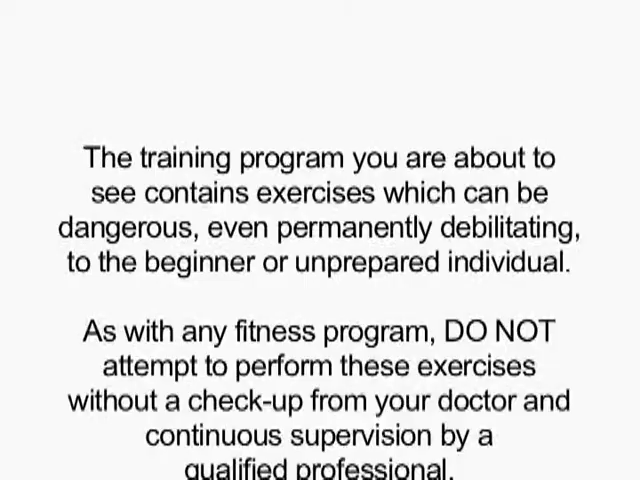 The training program you are about to
see contains exercises which can be
dangerous, even permanently debilitating,
to the beginner or unprepared individual.
As with any fitness program, DO NOT
attempt to perform these exercises
without a check-up from your doctor and
continuous supervision by a
qualified professional.